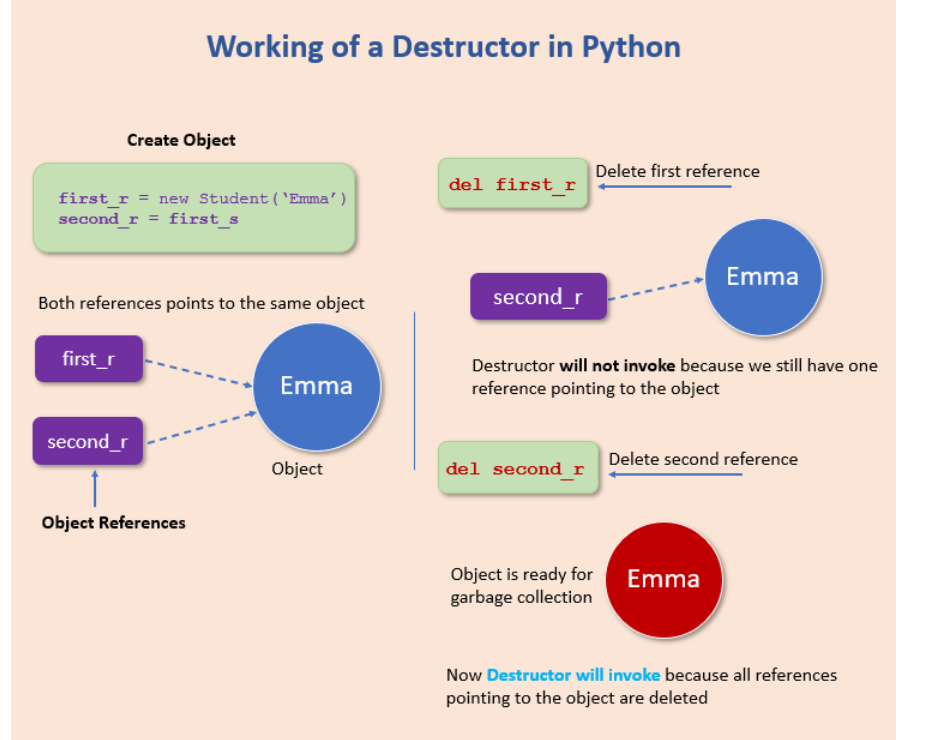 Working of a Destructor in Python
Create Object
first_r = new Student(‘Emma’)
second_r = first_s
Both references points to the same object
first_r
Emma
second_r
Object
Object References
del first_r
Delete first reference
second_r
Emma
Destructor will not invoke because we still have one
reference pointing to the object
del second_r
Delete second reference
Object is ready for
garbage collection
Emma
Now Destructor will invoke because all references
pointing to the object are deleted